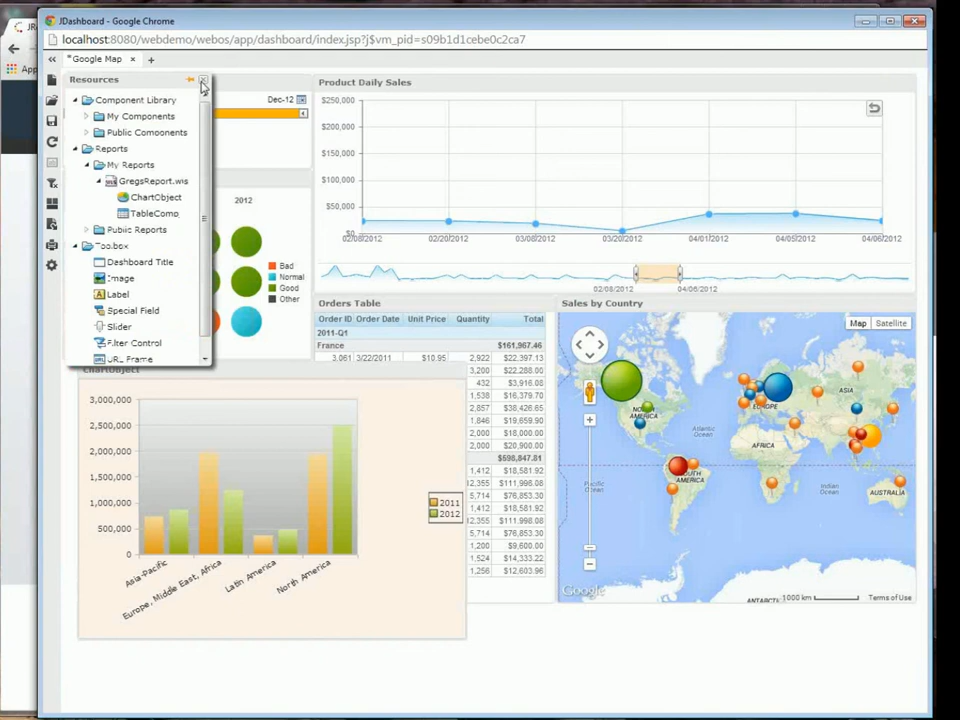 JDashboard - Google Chrome
localhost:8080/webdemo/webos/app/dashboard/index.jsp?j$vm_pid=s09b1d1cebe0c2ca7
*Google Map
Resources
Component Library
My Components
Public Components
Reports
My Reports
GregsReport.wls
ChartObject
TableComp
Public Reports
Toolbox
Dashboard Title
Image
Label
Special Field
Slider
Filter Control
URL Frame
Dec-12
2012
Bad
Normal
Good
Other
Product Daily Sales
$250,000
$200,000
$150,000
$100,000
$50,000
$0
02/08/2012 02/20/2012 03/08/2012 03/20/2012 04/01/2012 04/05/2012 04/06/2012
02/08/2012 04/06/2012
Orders Table
Order ID Order Date Unit Price Quantity Total
2011-Q1
France $161,967.46
3,061 3/22/2011 $10.95 2,922 $22,397.13
3,200 $22,288.00
432 $3,916.08
1,538 $16,379.70
2,857 $38,426.65
1,846 $19,659.90
2,000 $18,000.00
2,000 $20,900.00
$598,847.81
1,412 $18,581.92
12,355 $111,998.08
5,714 $76,853.30
1,412 $18,581.92
12,355 $111,998.08
5,714 $76,853.30
1,200 $9,600.00
1,524 $14,333.22
1,256 $12,603.96
Sales by Country
Map Satellite
NORTH AMERICA
Atlantic Ocean
EUROPE
ASIA
AFRICA
SOUTH AMERICA
Pacific Ocean
Indian Ocean
AUSTRALIA
Google
1000 km
Terms of Use
ChartObject
3,000,000
2,500,000
2,000,000
1,500,000
1,000,000
500,000
0
Asia-Pacific
Europe, Middle East, Africa
Latin America
North America
2011
2012